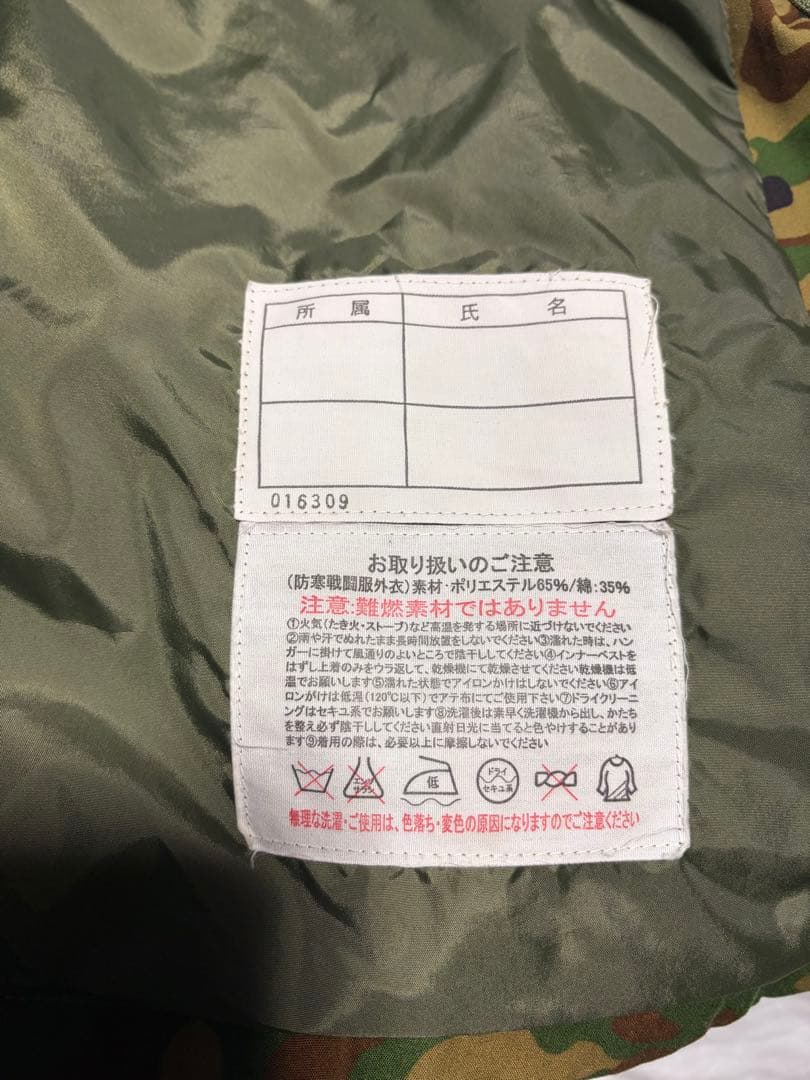 所属 氏名
016309
お取り扱いのご注意
(防寒戦闘服外衣)素材・ポリエステル65%/綿:35%
注意:難燃素材ではありません
①火気(たき火・ストーブ)など高温を発する場所に近づけないでください
②雨や汗でぬれたまま長時間放置をしないでください③濡れた時は、ハン
ガーに掛けて風通りのよいところで陰干ししてください④インナーベストを
はずし上着のみをウラ返して、乾燥機にて乾燥させてください乾燥機は低
温でお願いします⑤濡れた状態でアイロンかけはしないでください⑥アイ
ロンがけは低温(120℃以下)でアテ布にてご使用下さい⑦ドライクリーニ
ングはセキユ系でお願いします⑧洗濯後は素早く洗濯機から出し、かたち
を整え必ず陰干ししてください直射日光に当てると色やけすることがあり
ます⑨着用の際は、必要以上に摩擦しないでください
エンソ サラシ 低 ドライ セキユ系
無理な洗濯・ご使用は、色落ち・変色の原因になりますのでご注意ください